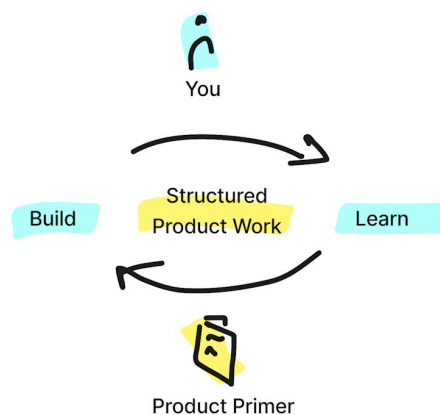 You
Structured
Product Work
Build
Learn
Product Primer